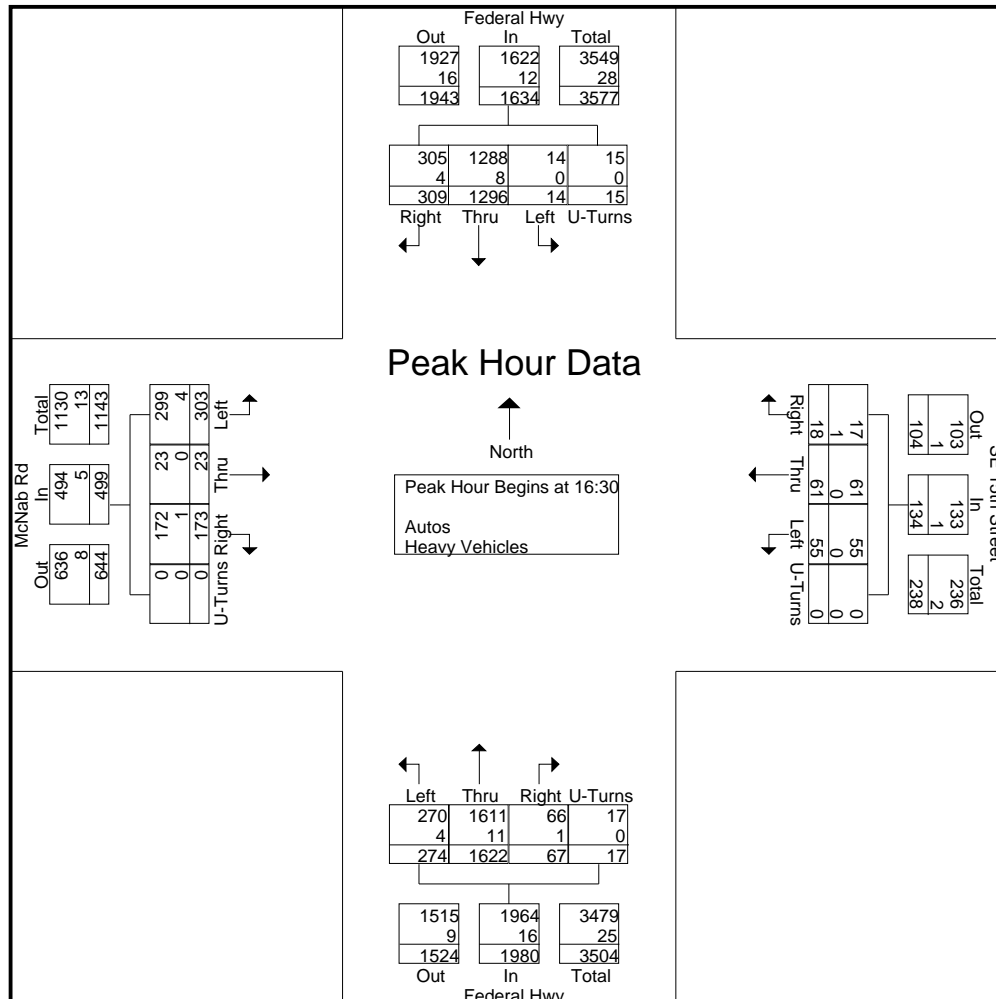 Federal Hwy
Out In Total
1927 1622 3549
16 12 28
1943 1634 3577
305 1288 14 15
4 8 0 0
309 1296 14 15
Right Thru Left U-Turns
Peak Hour Data
North
Peak Hour Begins at 16:30
Autos
Heavy Vehicles
McNab Rd
Out In Total
636 494 1130
8 5 13
644 499 1143
U-Turns Right Thru Left
0 172 23 299
0 1 0 4
0 173 23 303
Out In Total
103 133 236
1 1 2
104 134 238
17 61 55 0
1 0 0 0
18 61 55 0
Right Thru Left U-Turns
Left Thru Right U-Turns
270 1611 66 17
4 11 1 0
274 1622 67 17
1515 1964 3479
9 16 25
1524 1980 3504
Out In Total
Federal Hwy